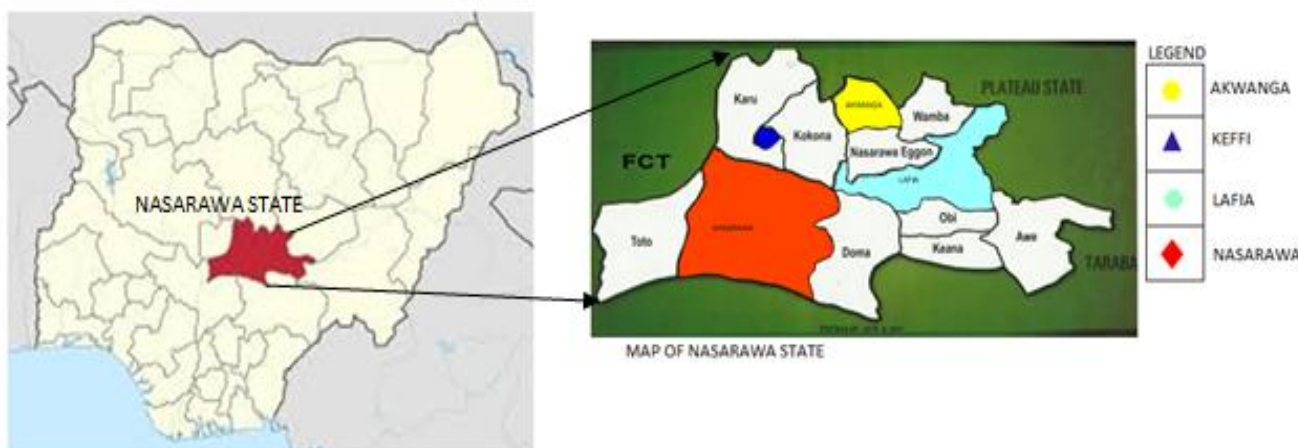 NASARAWA STATE
Karu
AKWANGA
Wamba
PLATEAU STATE
Kokona
Nasarawa Eggon
FCT
LAFIA
Toto
NASARAWA
Doma
Obi
Keana
Awe
TARABA
MAP OF NASARAWA STATE
LEGEND
AKWANGA
KEFFI
LAFIA
NASARAWA